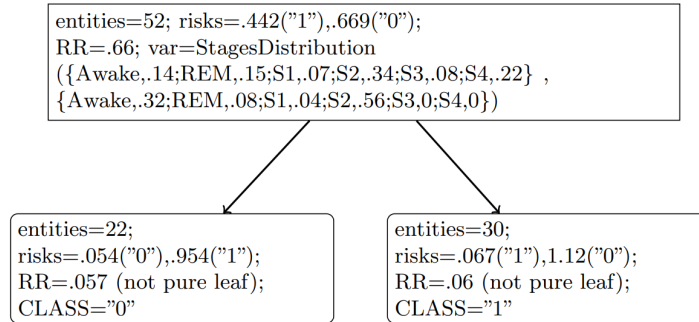 entities=52; risks=.442("1"),.669("0");
RR=.66; var=StagesDistribution
({Awake,.14;REM,.15;S1,.07;S2,.34;S3,.08;S4,.22} ,
{Awake,.32;REM,.08;S1,.04;S2,.56;S3,0;S4,0})
entities=22;
risks=.054("0"),.954("1");
RR=.057 (not pure leaf);
CLASS="0"
entities=30;
risks=.067("1"),1.12("0");
RR=.06 (not pure leaf);
CLASS="1"